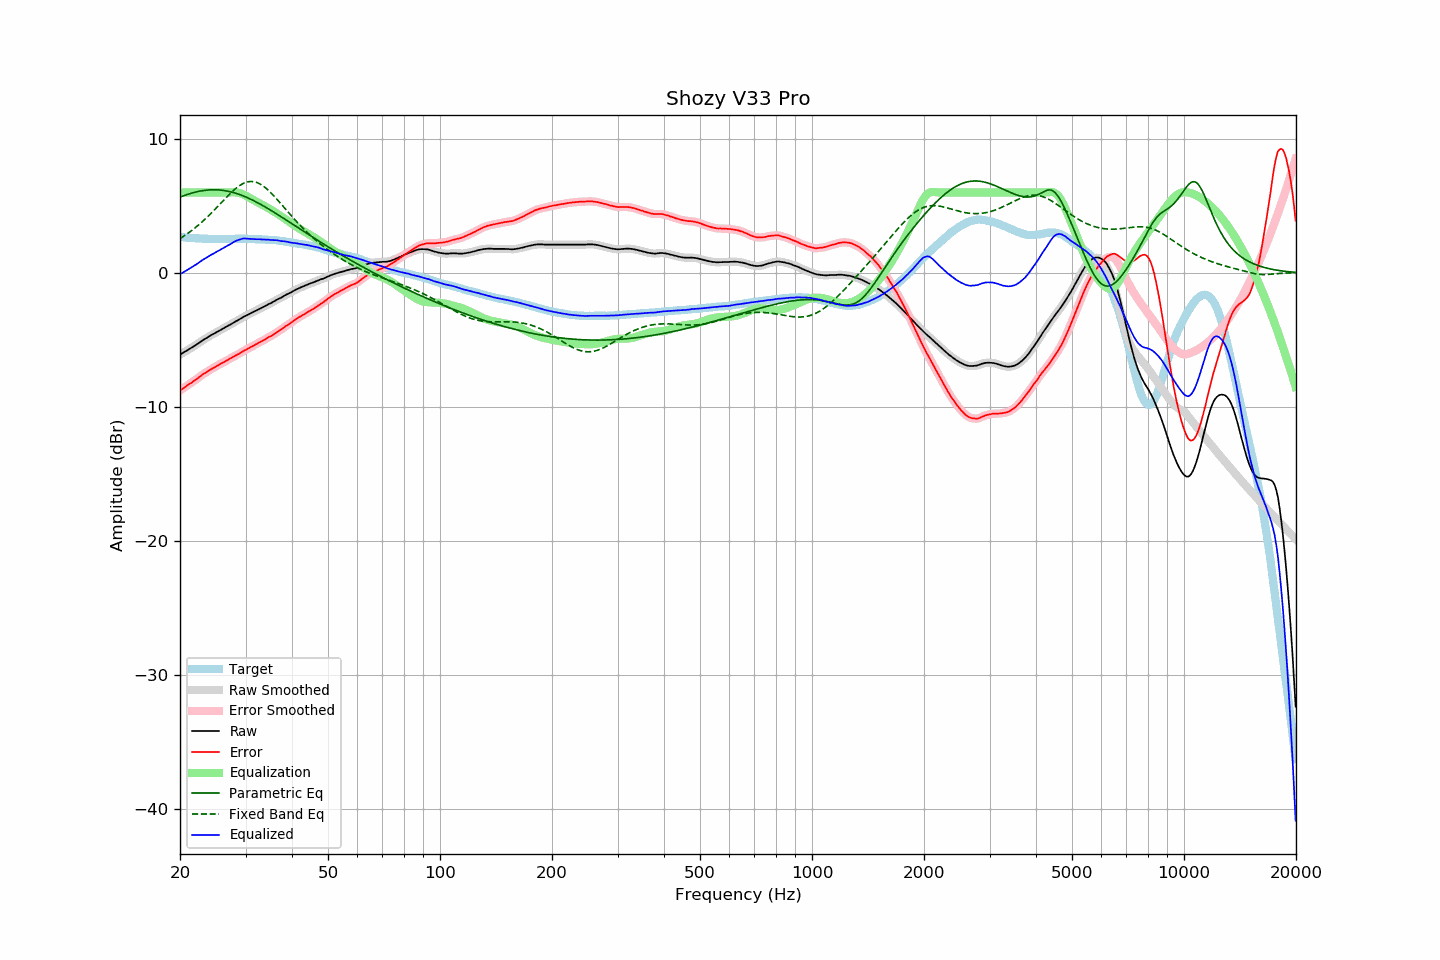 Shozy V33 Pro
Amplitude (dBr)
10
0
−10
−20
−30
−40
Target
Raw Smoothed
Error Smoothed
Raw
Error
Equalization
Parametric Eq
Fixed Band Eq
Equalized
20 50 100 200 500 1000 2000 5000 10000 20000
Frequency (Hz)